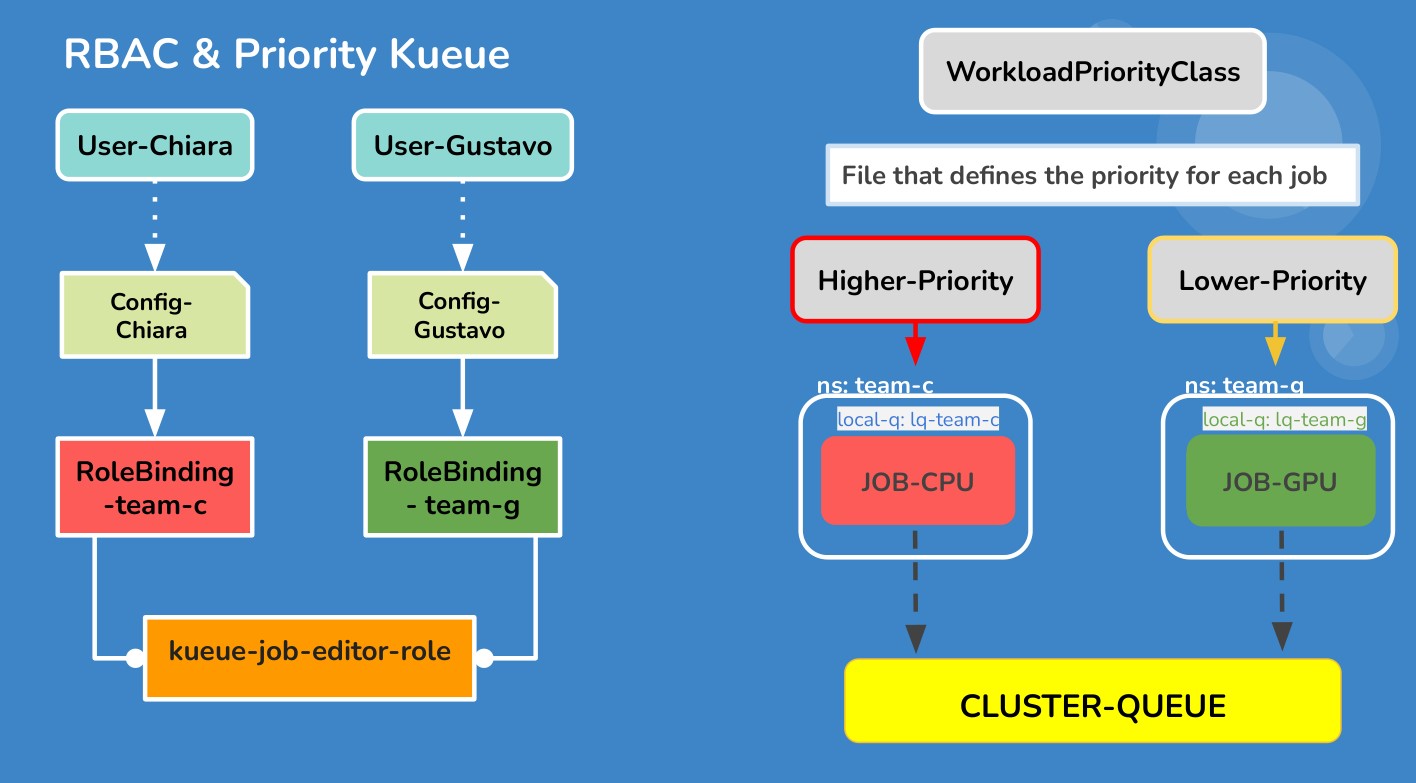 RBAC & Priority Kueue
User-Chiara
User-Gustavo
Config-
Chiara
Config-
Gustavo
RoleBinding
-team-c
RoleBinding
- team-g
kueue-job-editor-role
WorkloadPriorityClass
File that defines the priority for each job
Higher-Priority
Lower-Priority
ns: team-c
ns: team-g
local-q: lq-team-c
local-q: lq-team-g
JOB-CPU
JOB-GPU
CLUSTER-QUEUE